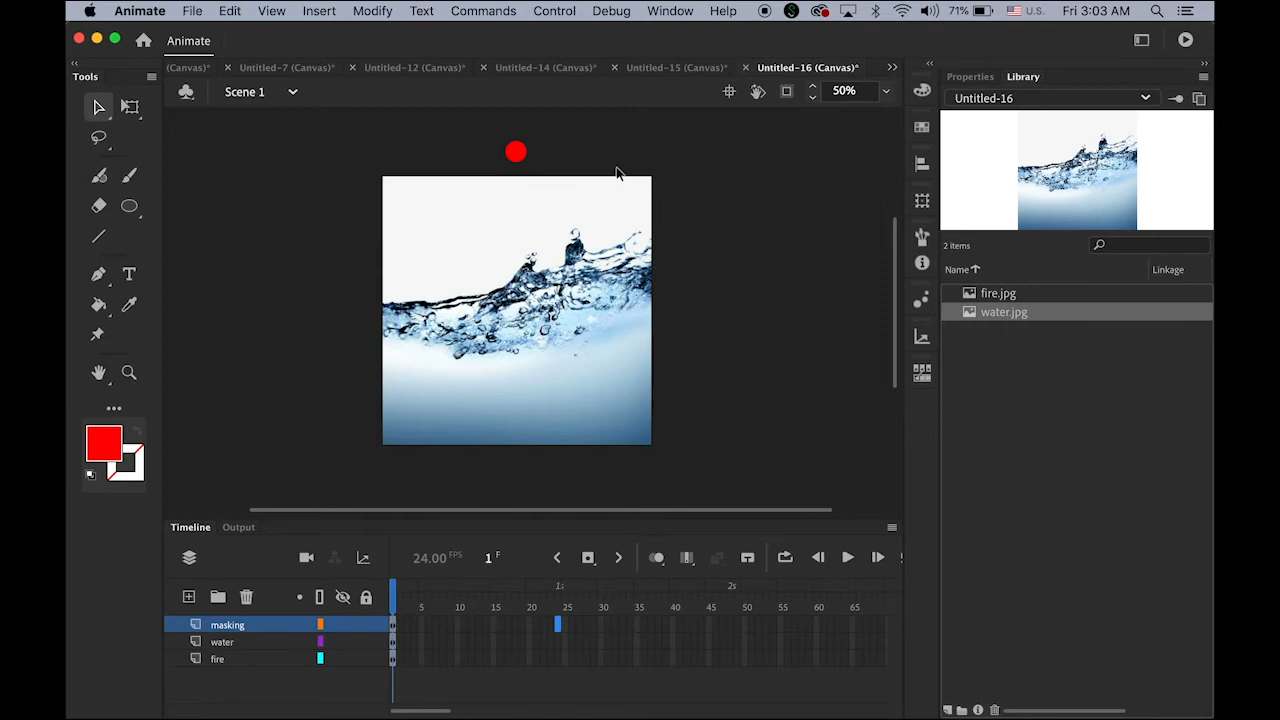 Animate File Edit View Insert Modify Text Commands Control Debug Window Help 71% U.S. Fri 3:03 AM
Animate
(Canvas)* Untitled-7 (Canvas)* Untitled-12 (Canvas)* Untitled-14 (Canvas)* Untitled-15 (Canvas)* Untitled-16 (Canvas)*
Tools
Scene 1 50%
Properties Library
Untitled-16
2 items
Name Linkage
fire.jpg
water.jpg
Timeline Output
24.00 FPS 1 F
1s 2s
5 10 15 20 25 30 35 40 45 50 55 60 65
masking
water
fire